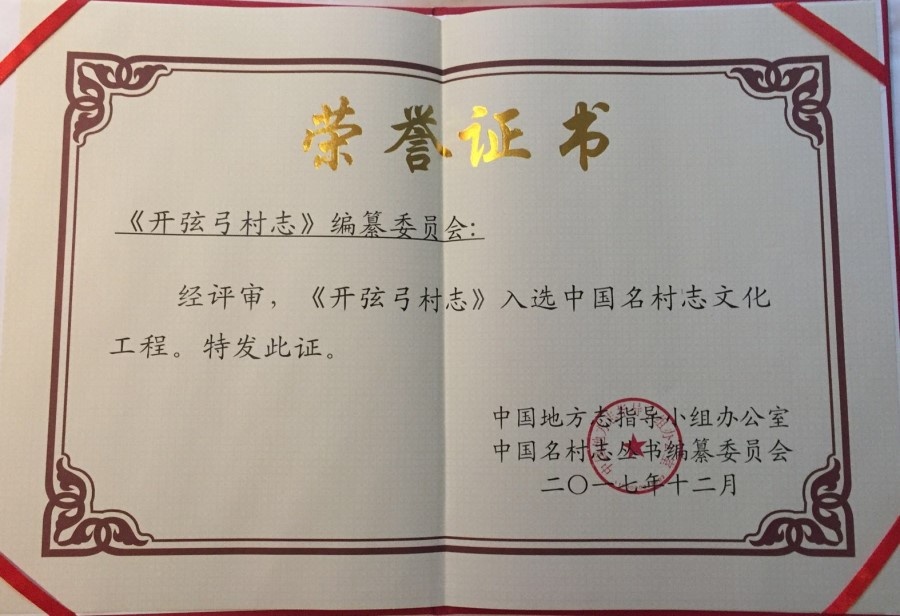 荣誉证书
《开弦弓村志》编纂委员会：
经评审，《开弦弓村志》入选中国名村志文化
工程。特发此证。
中国地方志指导小组办公室
中国名村志丛书编纂委员会
二〇一七年十二月